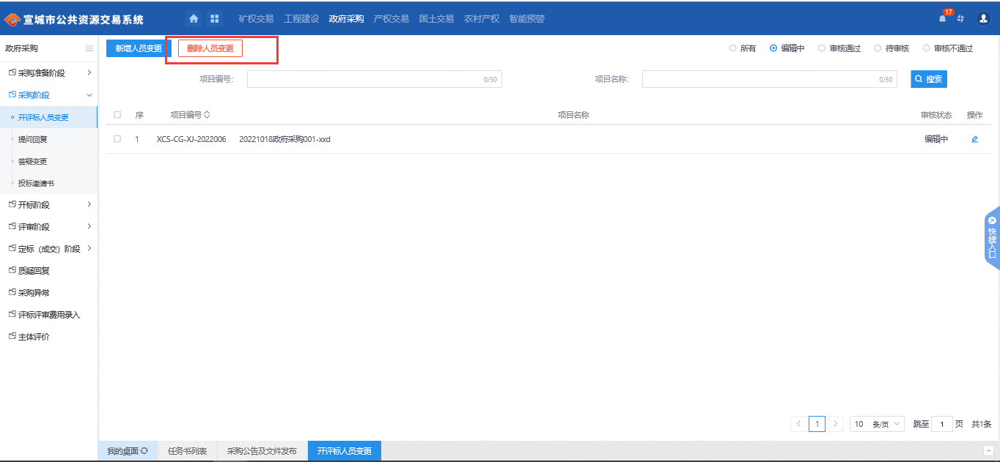 宣城市公共资源交易系统 矿权交易 工程建设 政府采购 产权交易 国土交易 农村产权 智能预警 17
政府采购
新增人员变更 删除人员变更 所有 编辑中 审核通过 待审核 审核不通过
采购准备阶段
项目编号: 0/50 项目名称: 0/50 搜索
采购阶段
开评标人员变更
序 项目编号 项目名称 审核状态 操作
提问回复
1 XCS-CG-XJ-2022006 20221018政府采购001-xxd 编辑中
答疑变更
投标邀请书
开标阶段
评审阶段
定标（成交）阶段
质疑回复
采购异常
评标评审费用录入
主体评价
快捷入口
1 10 条/页 跳至 1 页 共1条
我的桌面 任务书列表 采购公告及文件发布 开评标人员变更